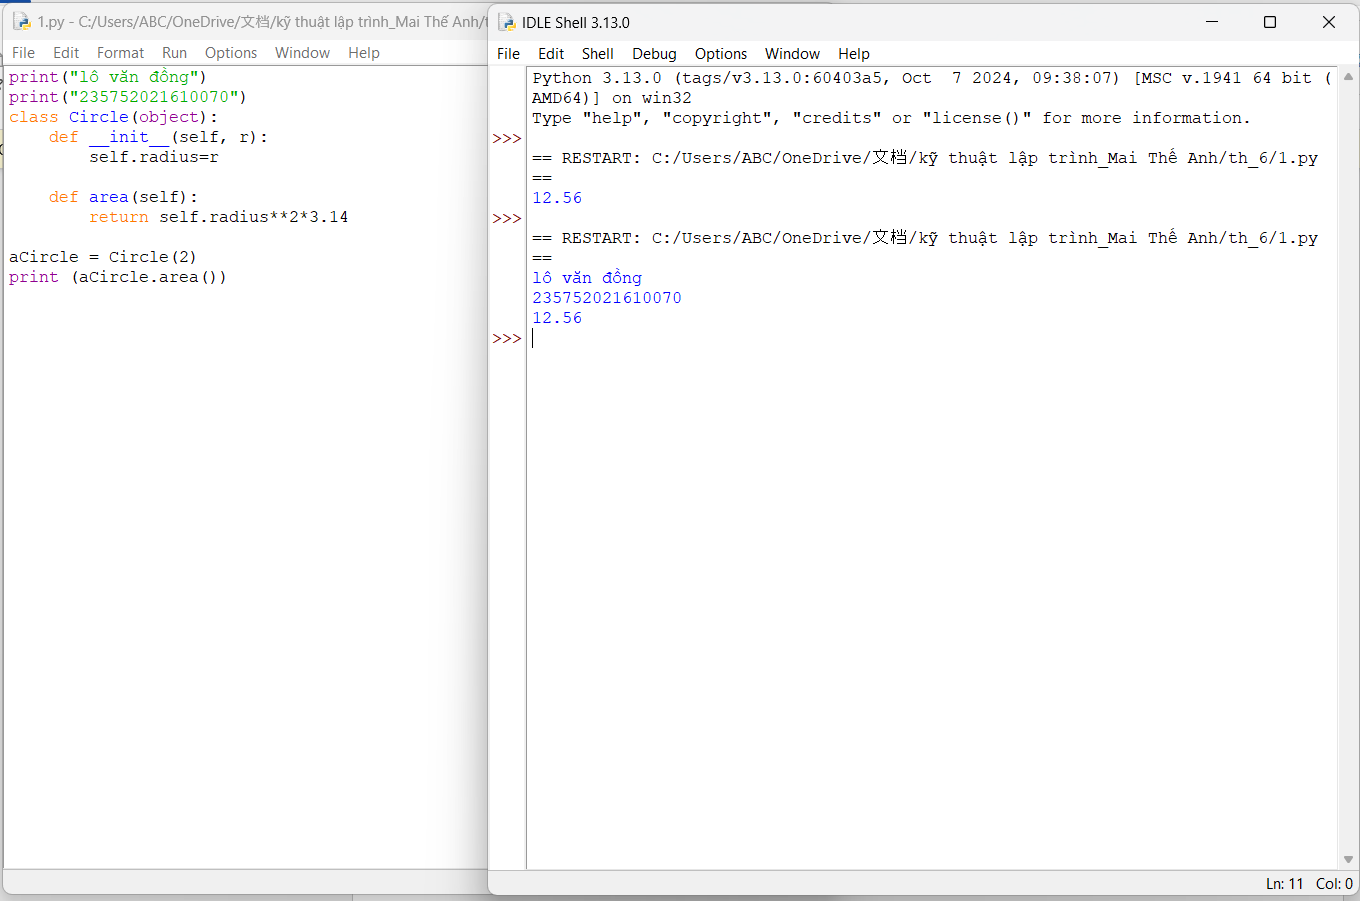 1.py - C:/Users/ABC/OneDrive/文档/kỹ thuật lập trình_Mai Thế Anh/t
File Edit Format Run Options Window Help
print("lô văn đồng")
print("235752021610070")
class Circle(object):
    def __init__(self, r):
        self.radius=r
    def area(self):
        return self.radius**2*3.14
aCircle = Circle(2)
print (aCircle.area())
IDLE Shell 3.13.0
File Edit Shell Debug Options Window Help
Python 3.13.0 (tags/v3.13.0:60403a5, Oct  7 2024, 09:38:07) [MSC v.1941 64 bit (
AMD64)] on win32
Type "help", "copyright", "credits" or "license()" for more information.
>>>
== RESTART: C:/Users/ABC/OneDrive/文档/kỹ thuật lập trình_Mai Thế Anh/th_6/1.py
==
12.56
>>>
== RESTART: C:/Users/ABC/OneDrive/文档/kỹ thuật lập trình_Mai Thế Anh/th_6/1.py
==
lô văn đồng
235752021610070
12.56
>>>
Ln: 11 Col: 0